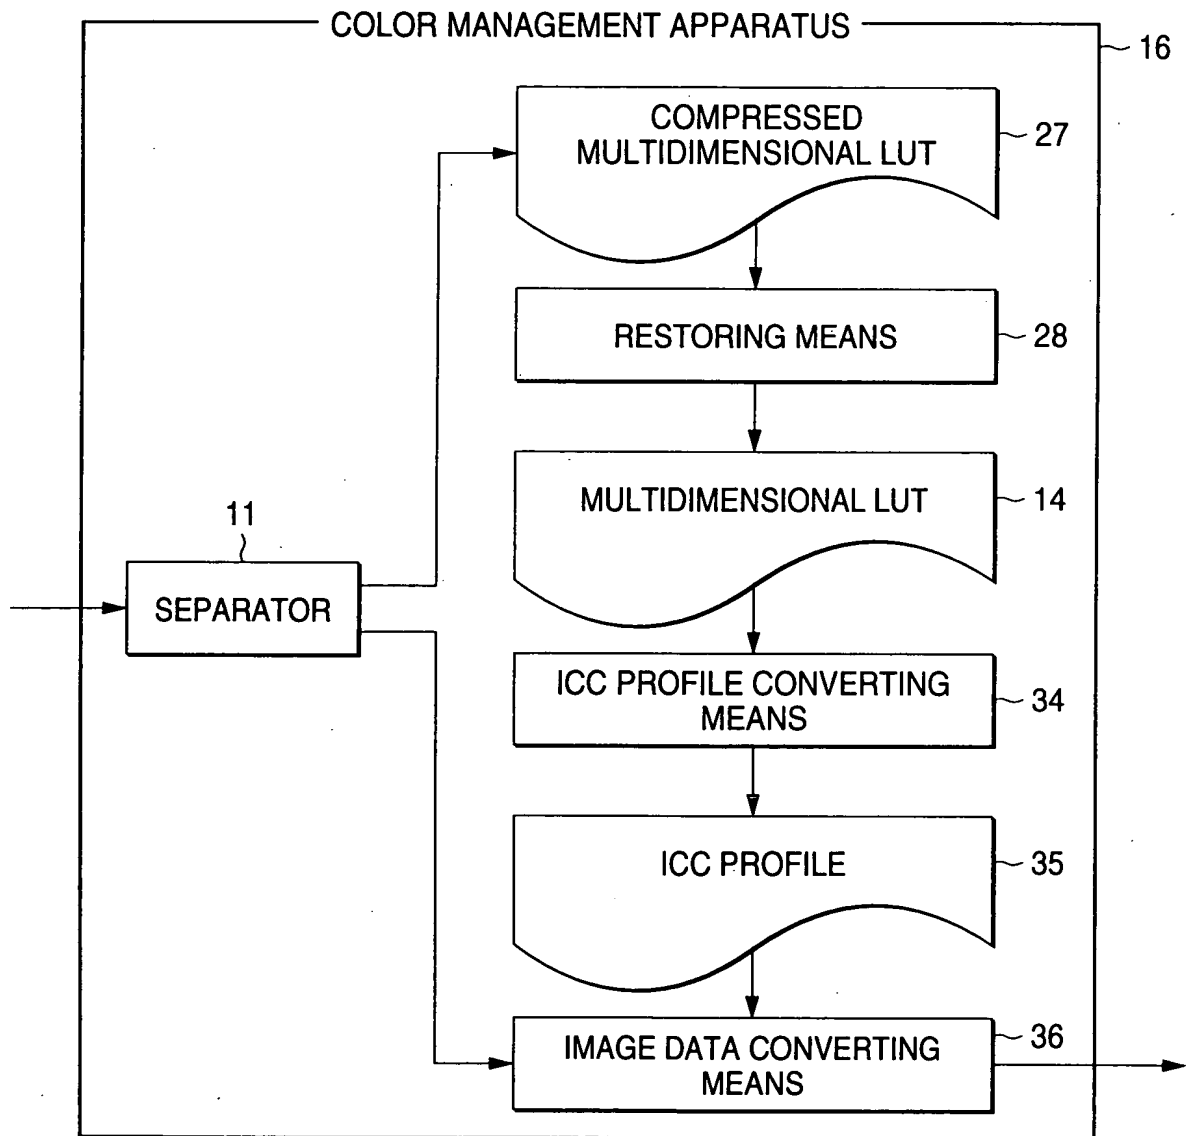 COLOR MANAGEMENT APPARATUS
16
COMPRESSED
MULTIDIMENSIONAL LUT
27
RESTORING MEANS
28
MULTIDIMENSIONAL LUT
14
11
SEPARATOR
ICC PROFILE CONVERTING
MEANS
34
ICC PROFILE
35
IMAGE DATA CONVERTING
MEANS
36